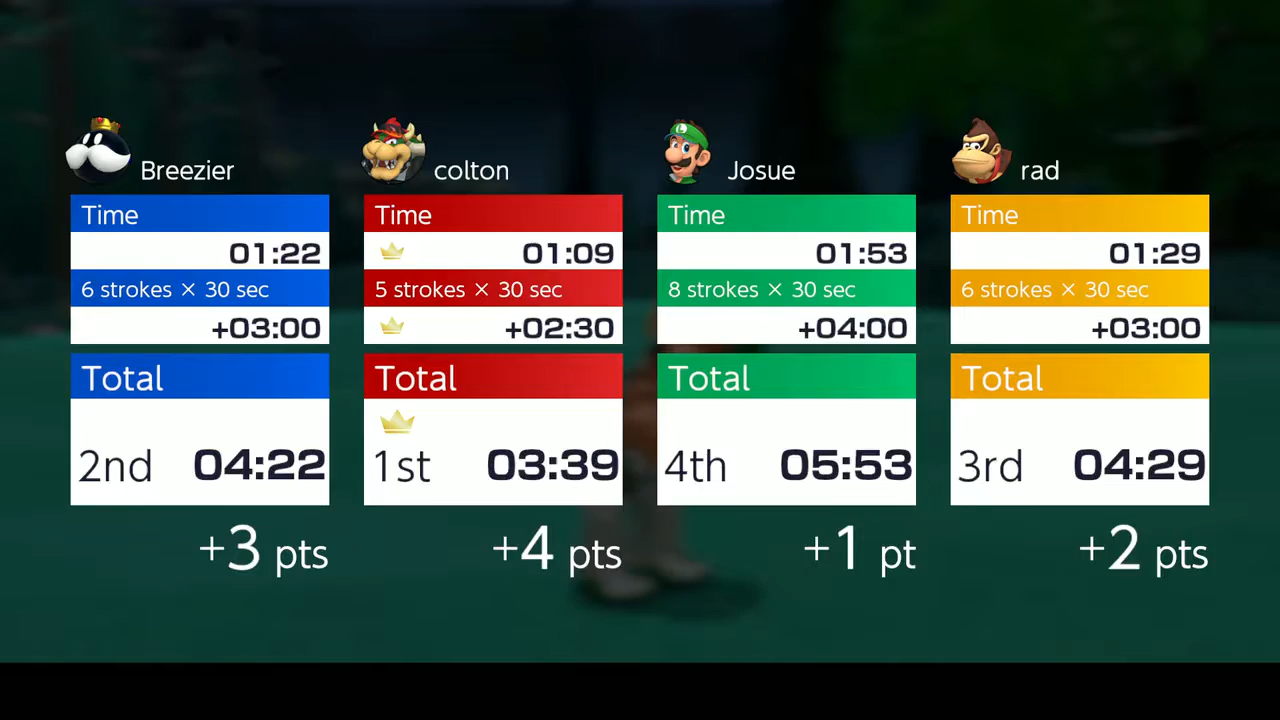 Breezier
Time
01:22
6 strokes × 30 sec
+03:00
Total
2nd 04:22
+3 pts
colton
Time
01:09
5 strokes × 30 sec
+02:30
Total
1st 03:39
+4 pts
Josue
Time
01:53
8 strokes × 30 sec
+04:00
Total
4th 05:53
+1 pt
rad
Time
01:29
6 strokes × 30 sec
+03:00
Total
3rd 04:29
+2 pts